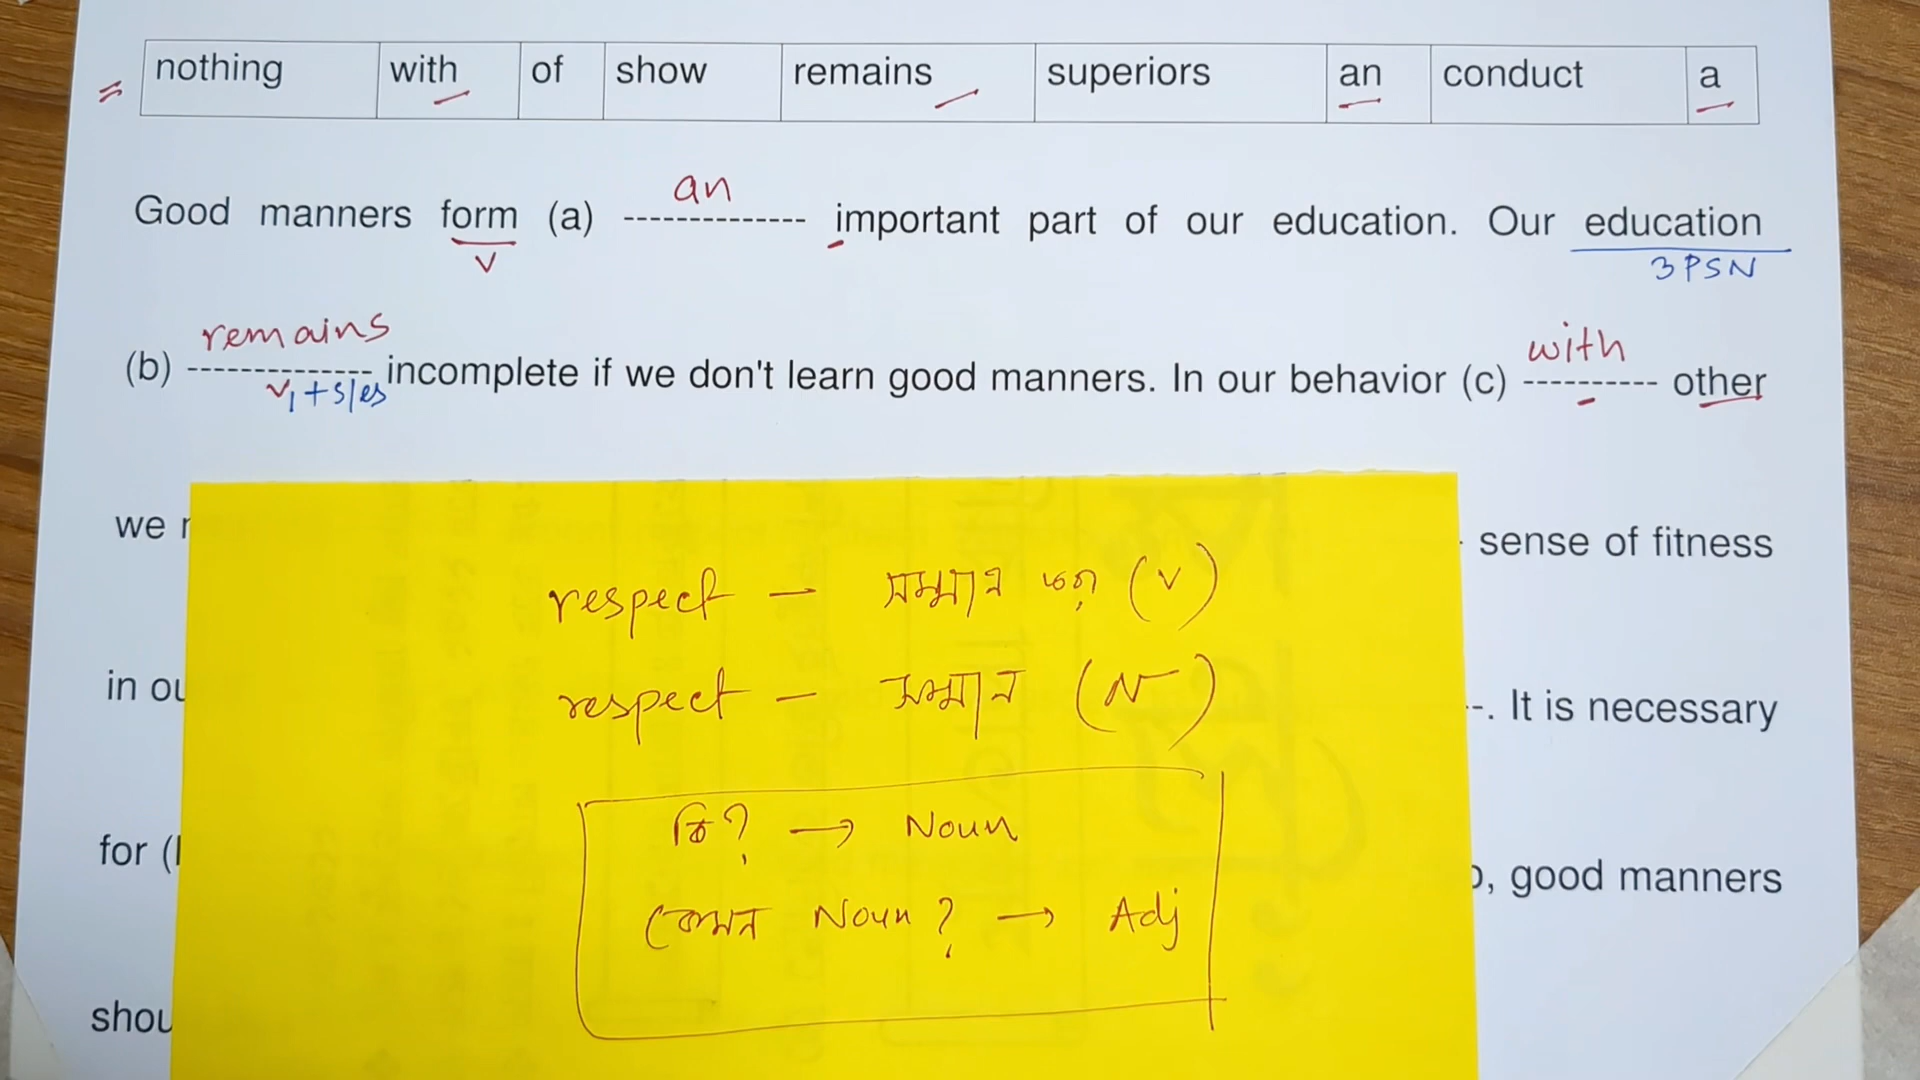 nothing with of show remains superiors an conduct a
an
Good manners form (a) -------------- important part of our education. Our education
V
3 P S N
remains
with
(b) -------------- incomplete if we don't learn good manners. In our behavior (c) ---------- other
V1+s/es
we
sense of fitness
respect – সম্মান করা (V)
in
--. It is necessary
respect – সম্মান (N)
for
কি? → Noun
, good manners
কেমন Noun ? → Adj
shou